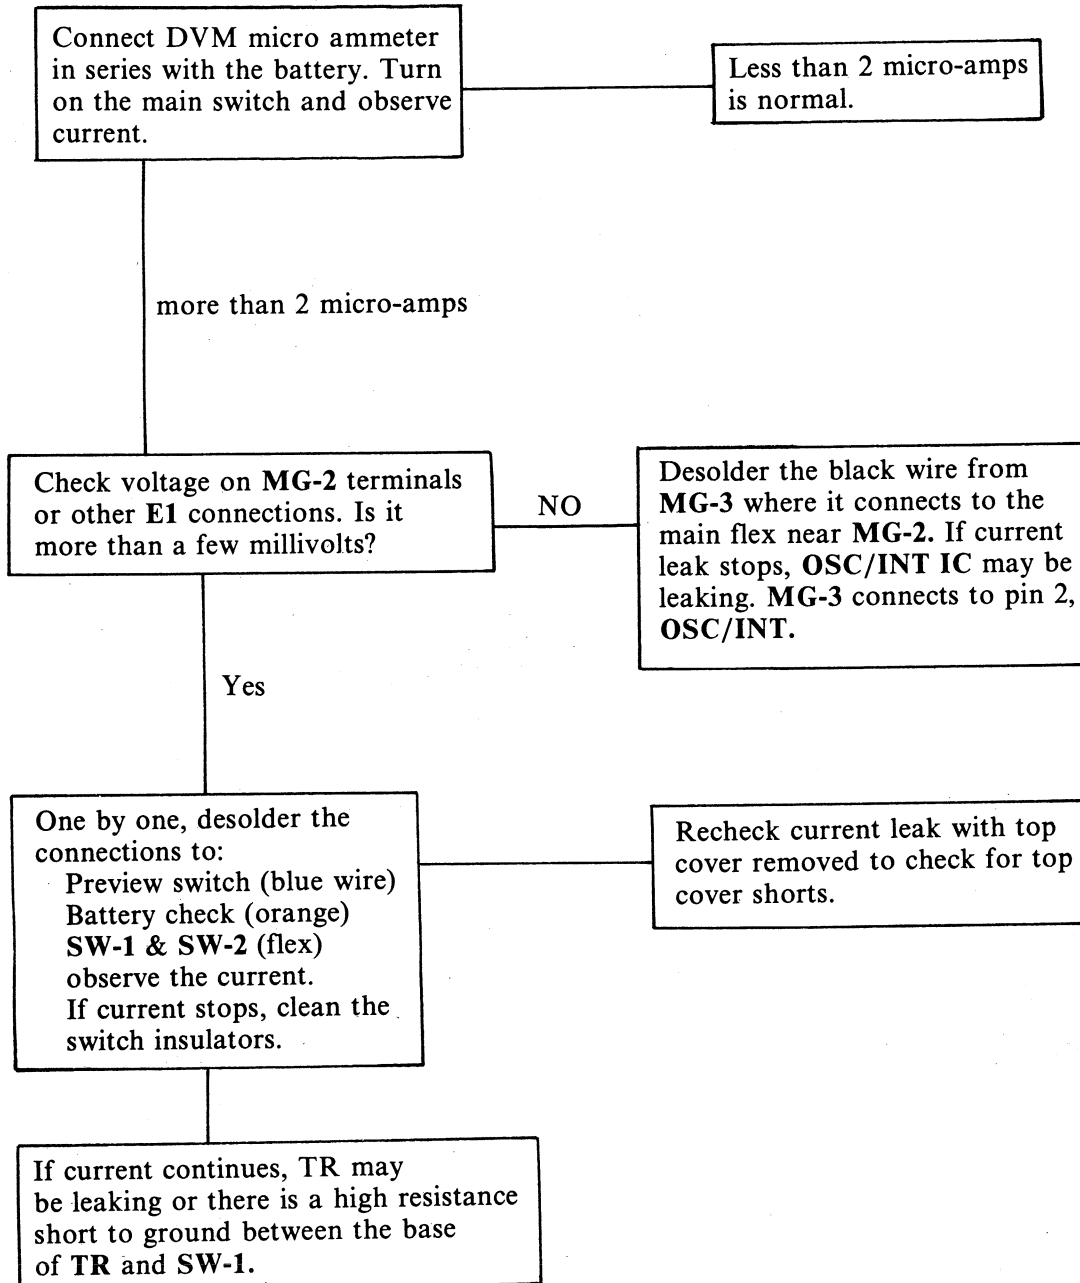 Connect DVM micro ammeter
in series with the battery. Turn
on the main switch and observe
current.
Less than 2 micro-amps
is normal.
more than 2 micro-amps
Check voltage on MG-2 terminals
or other E1 connections. Is it
more than a few millivolts?
NO
Desolder the black wire from
MG-3 where it connects to the
main flex near MG-2. If current
leak stops, OSC/INT IC may be
leaking. MG-3 connects to pin 2,
OSC/INT.
Yes
One by one, desolder the
connections to:
Preview switch (blue wire)
Battery check (orange)
SW-1 & SW-2 (flex)
observe the current.
If current stops, clean the
switch insulators.
Recheck current leak with top
cover removed to check for top
cover shorts.
If current continues, TR may
be leaking or there is a high resistance
short to ground between the base
of TR and SW-1.